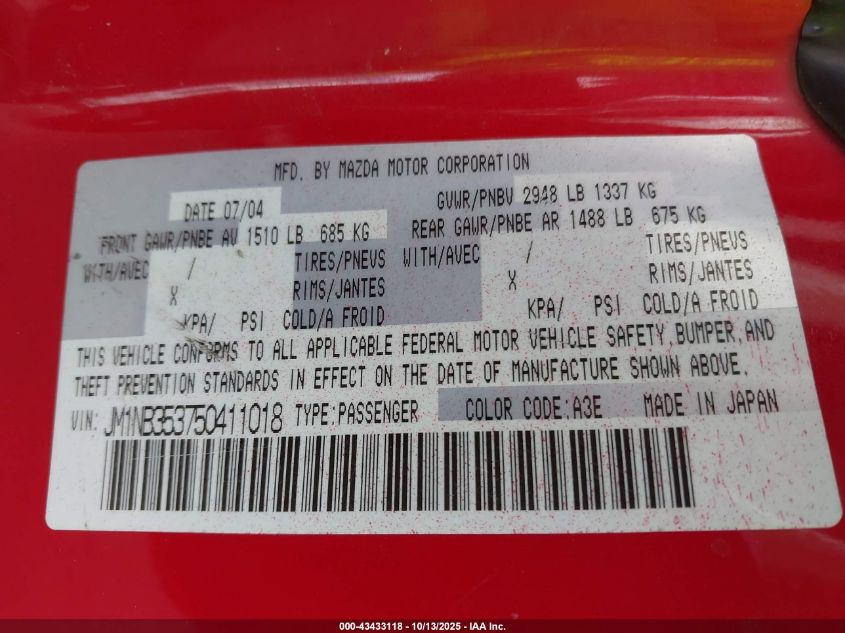 MFD. BY MAZDA MOTOR CORPORATION
DATE 07/04 GVWR/PNBV 2948 LB 1337 KG
FRONT GAWR/PNBE AV 1510 LB 685 KG REAR GAWR/PNBE AR 1488 LB 675 KG
WITH/AVEC / TIRES/PNEUS WITH/AVEC / TIRES/PNEUS
X RIMS/JANTES X RIMS/JANTES
KPA/ PSI COLD/A FROID KPA/ PSI COLD/A FROID
THIS VEHICLE CONFORMS TO ALL APPLICABLE FEDERAL MOTOR VEHICLE SAFETY, BUMPER, AND
THEFT PREVENTION STANDARDS IN EFFECT ON THE DATE OF MANUFACTURE SHOWN ABOVE.
VIN: JM1NB353750411018 TYPE:PASSENGER COLOR CODE:A3E MADE IN JAPAN
000-43433118 - 10/13/2025 - IAA Inc.